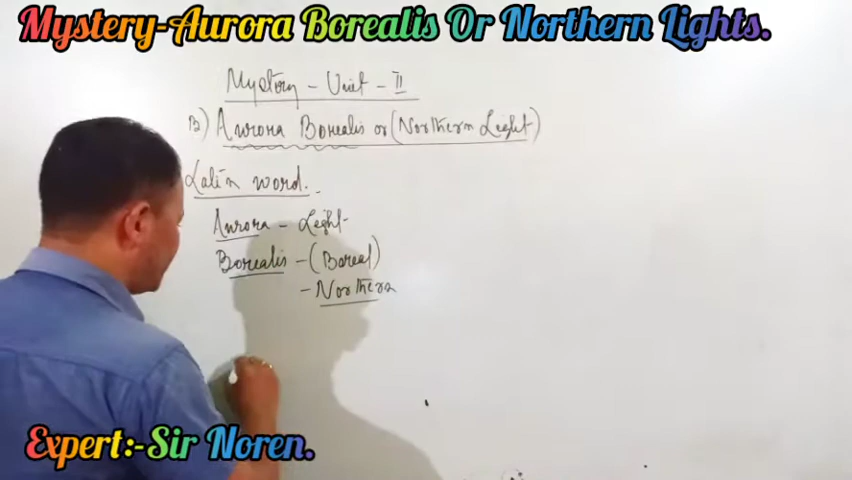 Mystery-Aurora Borealis Or Northern Lights.
Mystery - Unit - II
B) Aurora Borealis or (Northern Light)
Latin word.
Aurora - Light
Borealis - (Boreal)
- Northern
Expert:-Sir Noren.